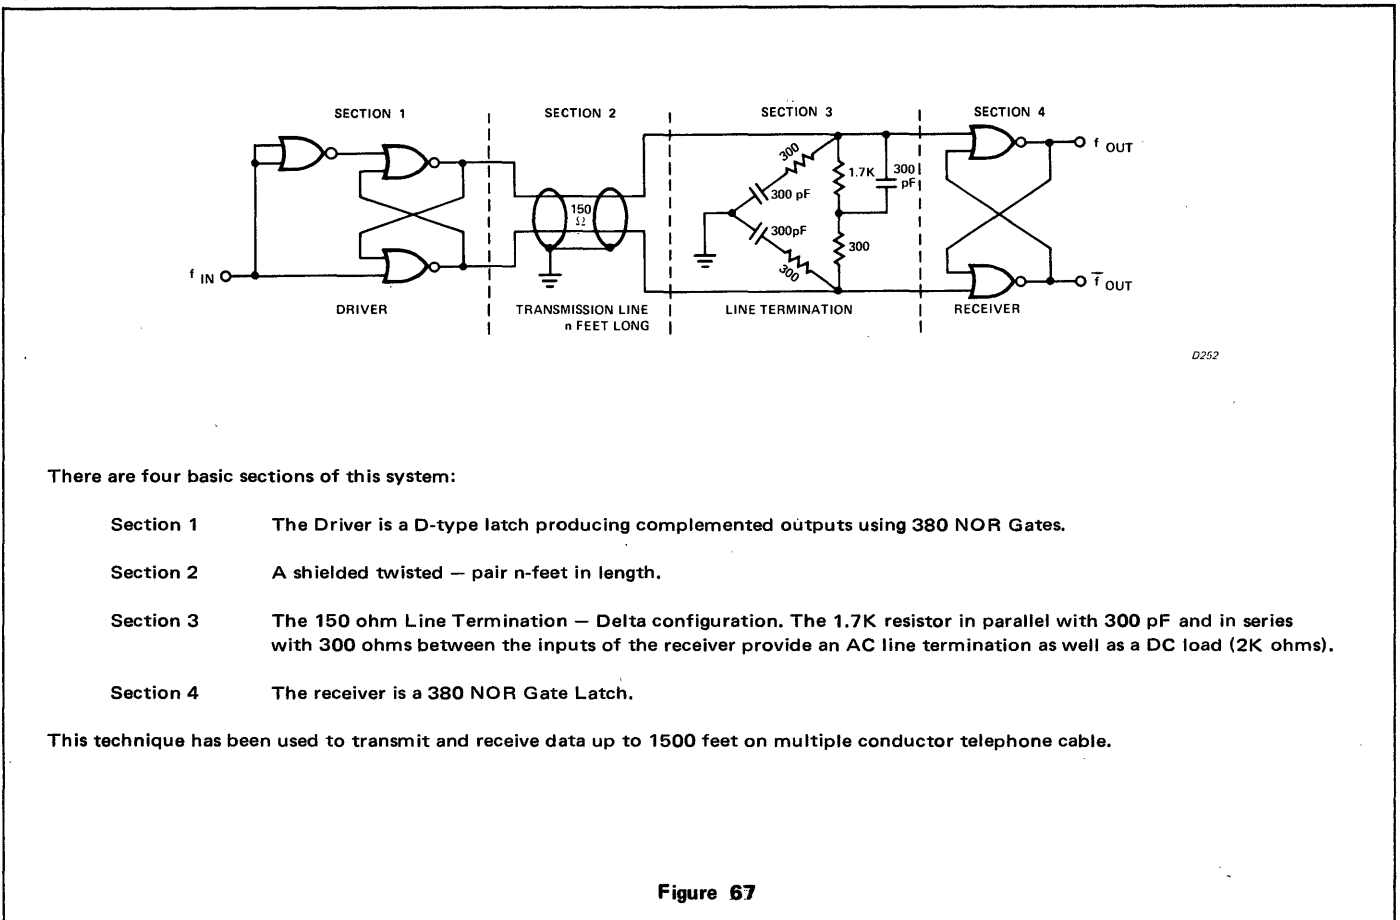 SECTION 1
SECTION 2
SECTION 3
SECTION 4
f IN
DRIVER
150
Ω
TRANSMISSION LINE
n FEET LONG
300
300 pF
300pF
300
1.7K
300
pF
300
LINE TERMINATION
f OUT
f̅ OUT
RECEIVER
D252
There are four basic sections of this system:
Section 1 The Driver is a D-type latch producing complemented outputs using 380 NOR Gates.
Section 2 A shielded twisted — pair n-feet in length.
Section 3 The 150 ohm Line Termination — Delta configuration. The 1.7K resistor in parallel with 300 pF and in series
with 300 ohms between the inputs of the receiver provide an AC line termination as well as a DC load (2K ohms).
Section 4 The receiver is a 380 NOR Gate Latch.
This technique has been used to transmit and receive data up to 1500 feet on multiple conductor telephone cable.
Figure 67